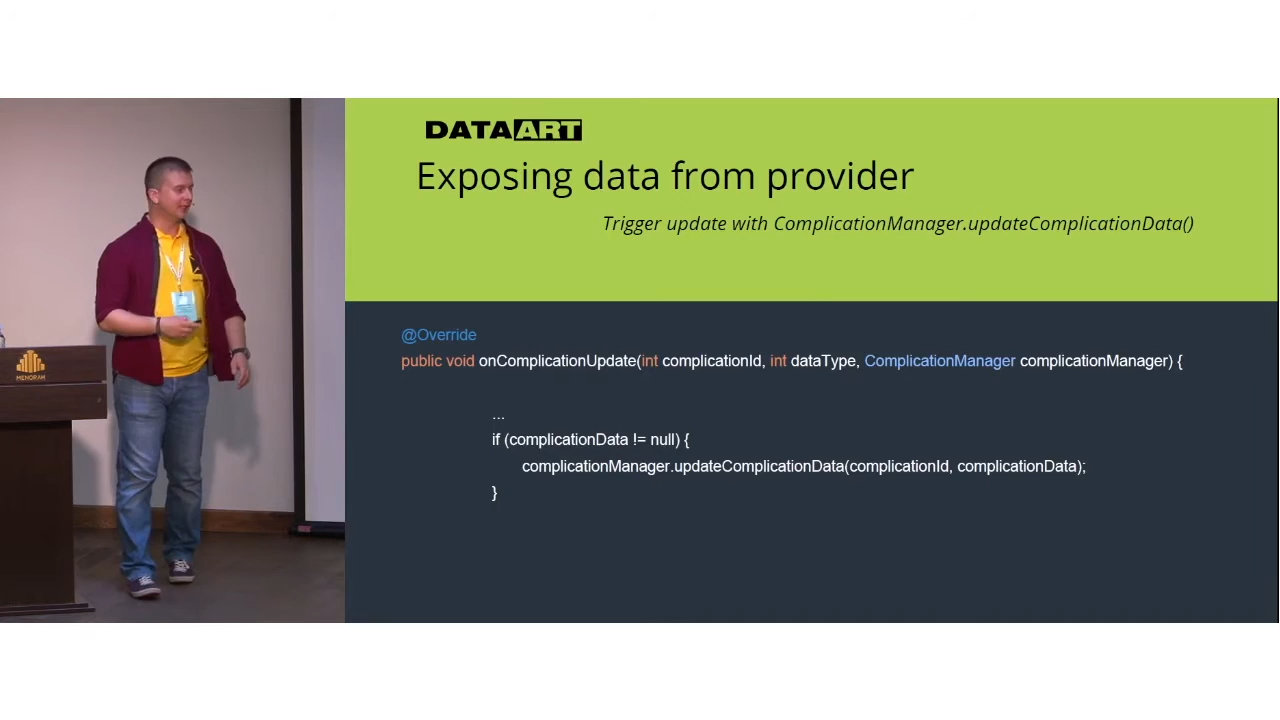 DATAART
Exposing data from provider
Trigger update with ComplicationManager.updateComplicationData()
@Override
public void onComplicationUpdate(int complicationId, int dataType, ComplicationManager complicationManager) {
...
if (complicationData != null) {
complicationManager.updateComplicationData(complicationId, complicationData);
}
MENORAH